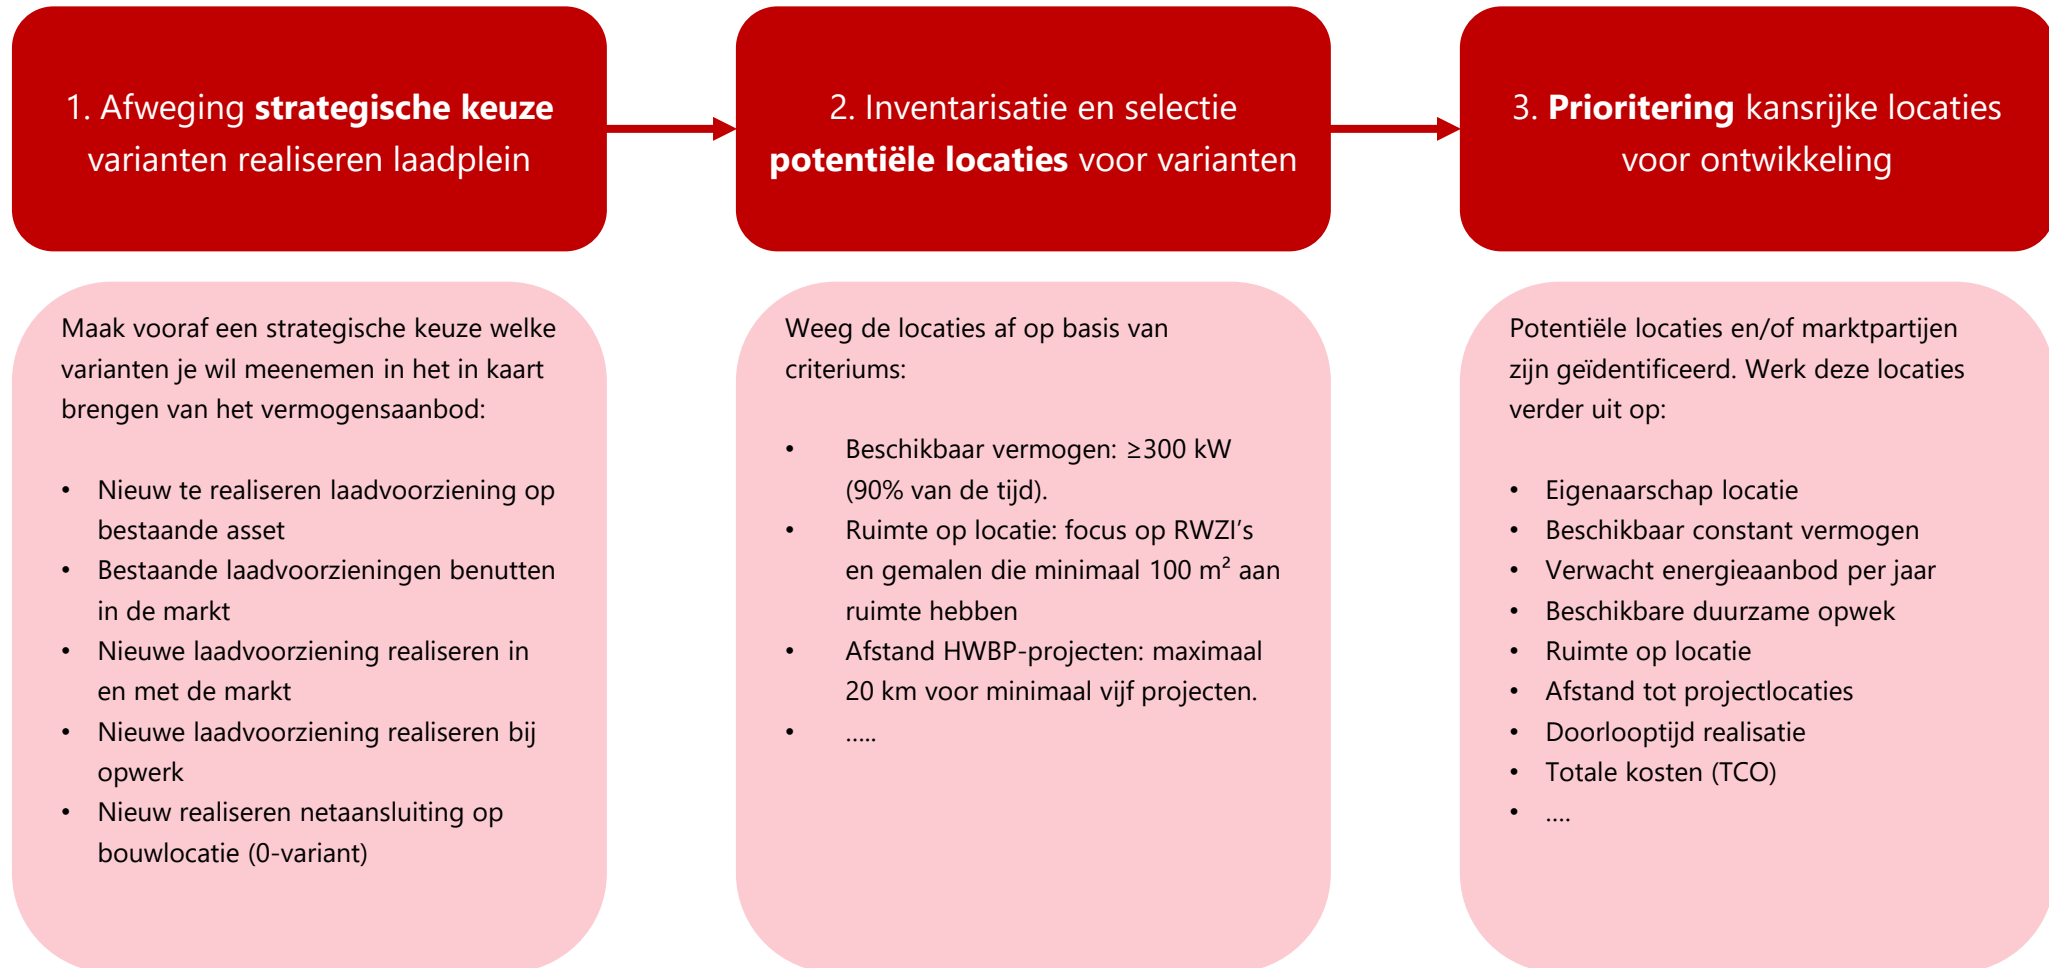 1. Afweging strategische keuze
varianten realiseren laadplein
2. Inventarisatie en selectie
potentiële locaties voor varianten
3. Prioritering kansrijke locaties
voor ontwikkeling
Maak vooraf een strategische keuze welke
varianten je wil meenemen in het in kaart
brengen van het vermogensaanbod:
• Nieuw te realiseren laadvoorziening op
bestaande asset
• Bestaande laadvoorzieningen benutten
in de markt
• Nieuwe laadvoorziening realiseren in
en met de markt
• Nieuwe laadvoorziening realiseren bij
opwerk
• Nieuw realiseren netaansluiting op
bouwlocatie (0-variant)
Weeg de locaties af op basis van
criteriums:
• Beschikbaar vermogen: ≥300 kW
(90% van de tijd).
• Ruimte op locatie: focus op RWZI’s
en gemalen die minimaal 100 m² aan
ruimte hebben
• Afstand HWBP-projecten: maximaal
20 km voor minimaal vijf projecten.
• .....
Potentiële locaties en/of marktpartijen
zijn geïdentificeerd. Werk deze locaties
verder uit op:
• Eigenaarschap locatie
• Beschikbaar constant vermogen
• Verwacht energieaanbod per jaar
• Beschikbare duurzame opwek
• Ruimte op locatie
• Afstand tot projectlocaties
• Doorlooptijd realisatie
• Totale kosten (TCO)
• ....